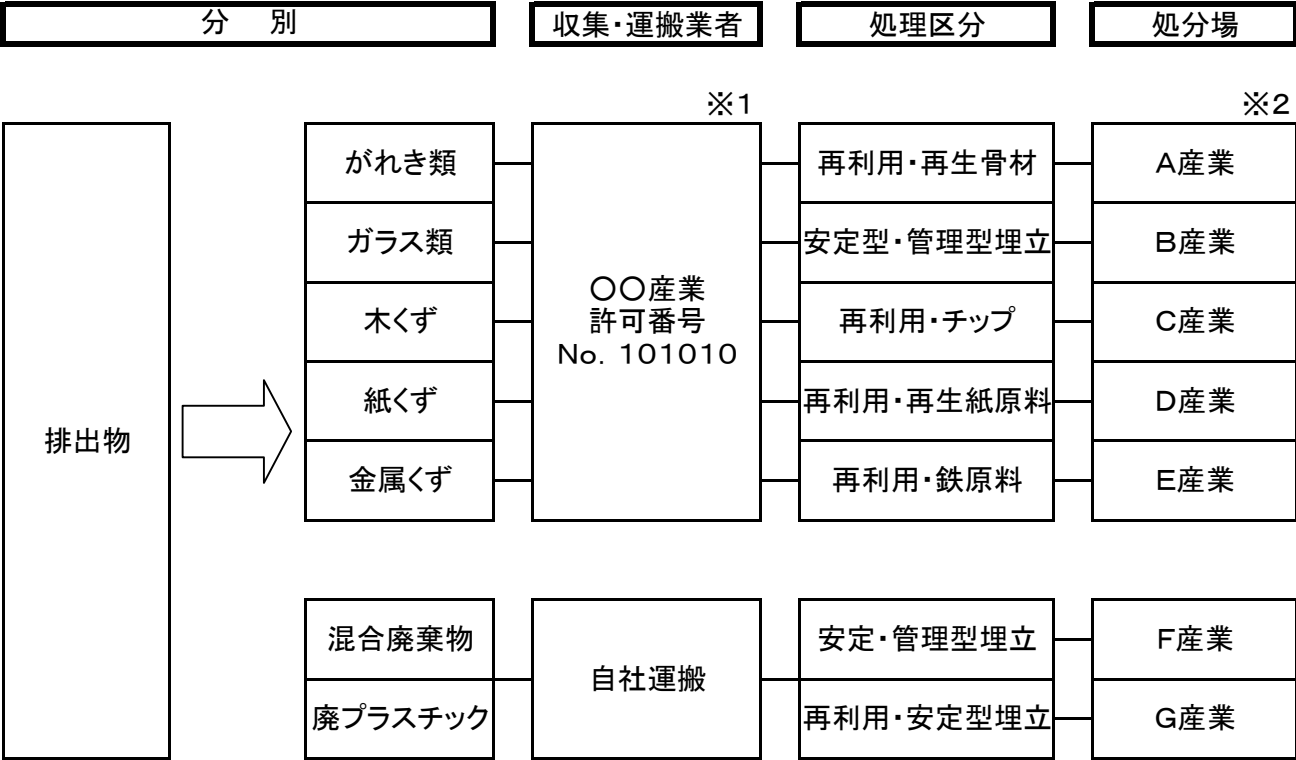 分　別
収集・運搬業者
処理区分
処分場
※1
※2
排出物
がれき類
ガラス類
木くず
紙くず
金属くず
〇〇産業
許可番号
No. 101010
再利用・再生骨材
安定型・管理型埋立
再利用・チップ
再利用・再生紙原料
再利用・鉄原料
A産業
B産業
C産業
D産業
E産業
混合廃棄物
廃プラスチック
自社運搬
安定・管理型埋立
再利用・安定型埋立
F産業
G産業